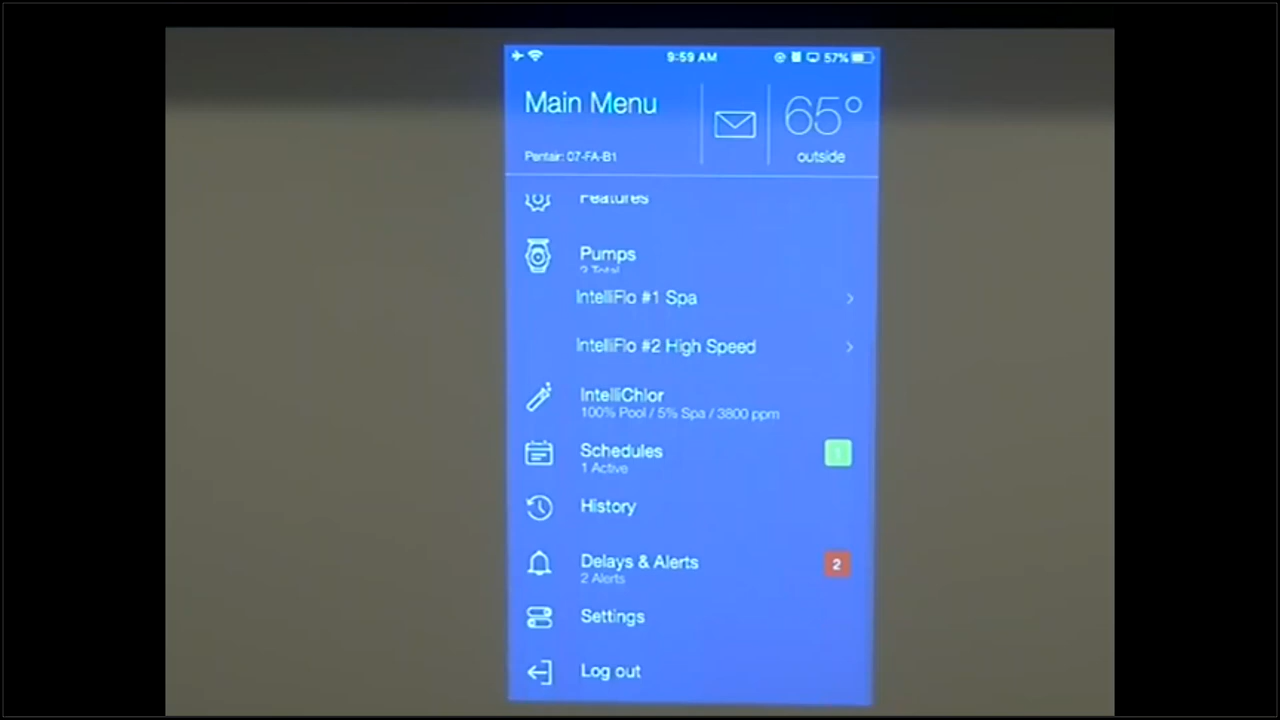 9:59 AM
57%
Main Menu
65°
Pentair: 07-FA-B1
outside
Features
Pumps
2 Total
IntelliFlo #1 Spa
IntelliFlo #2 High Speed
IntelliChlor
100% Pool / 5% Spa / 3800 ppm
Schedules
1 Active
History
Delays & Alerts
2
2 Alerts
Settings
Log out